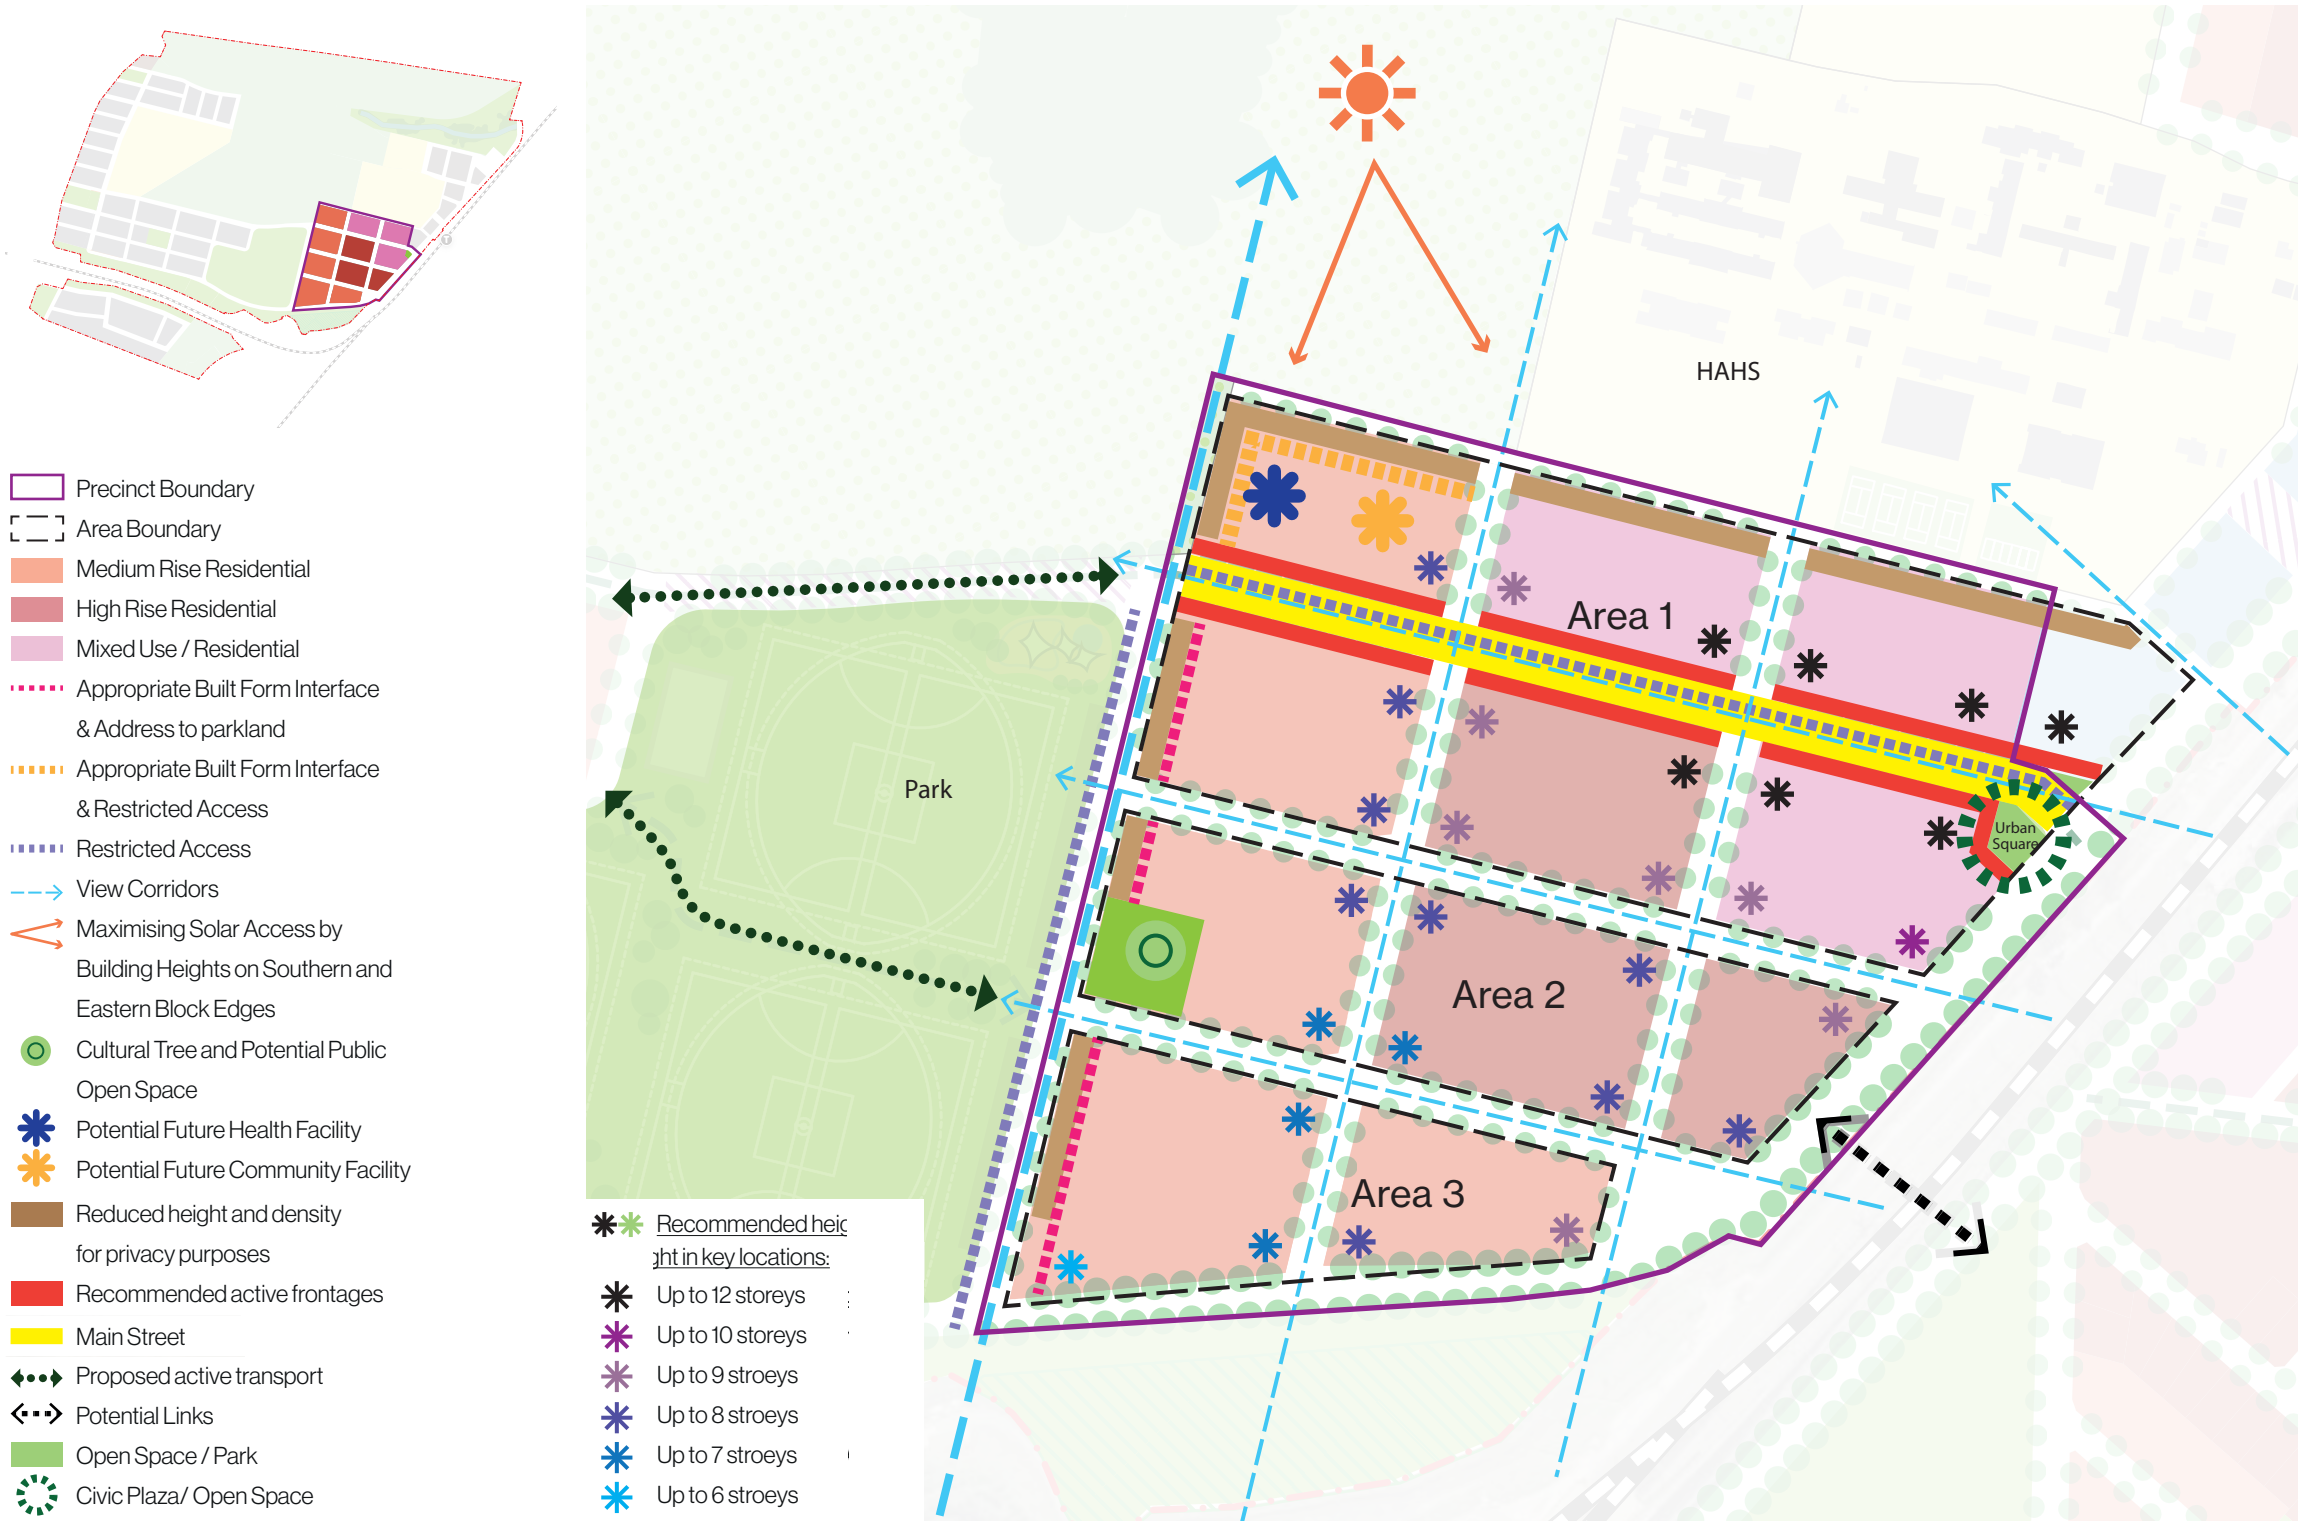 Precinct Boundary
Area Boundary
Medium Rise Residential
High Rise Residential
Mixed Use / Residential
Appropriate Built Form Interface
& Address to parkland
Appropriate Built Form Interface
& Restricted Access
Restricted Access
View Corridors
Maximising Solar Access by
Building Heights on Southern and
Eastern Block Edges
Cultural Tree and Potential Public
Open Space
Potential Future Health Facility
Potential Future Community Facility
Reduced height and density
for privacy purposes
Recommended active frontages
Main Street
Proposed active transport
Potential Links
Open Space / Park
Civic Plaza/ Open Space
Recommended heig
ght in key locations:
Up to 12 storeys
Up to 10 storeys
Up to 9 stroeys
Up to 8 stroeys
Up to 7 stroeys
Up to 6 stroeys
HAHS
Area 1
Park
Urban
Square
Area 2
Area 3
T